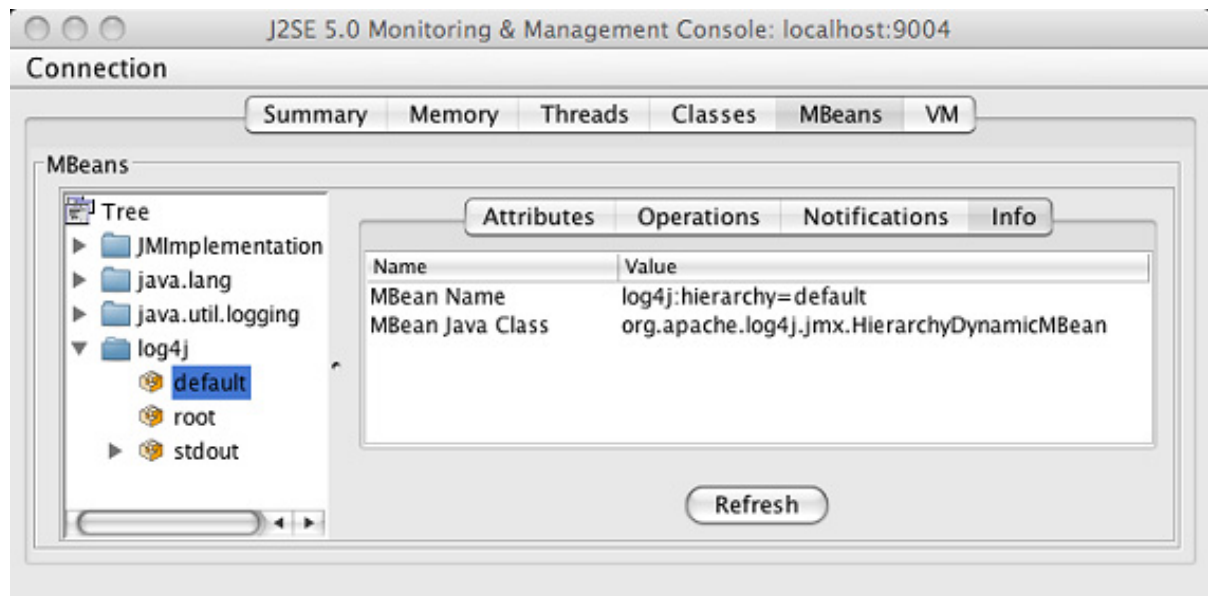 J2SE 5.0 Monitoring & Management Console: localhost:9004
Connection
Summary Memory Threads Classes MBeans VM
MBeans
Tree
JMImplementation
java.lang
java.util.logging
log4j
default
root
stdout
Attributes Operations Notifications Info
Name Value
MBean Name log4j:hierarchy=default
MBean Java Class org.apache.log4j.jmx.HierarchyDynamicMBean
Refresh